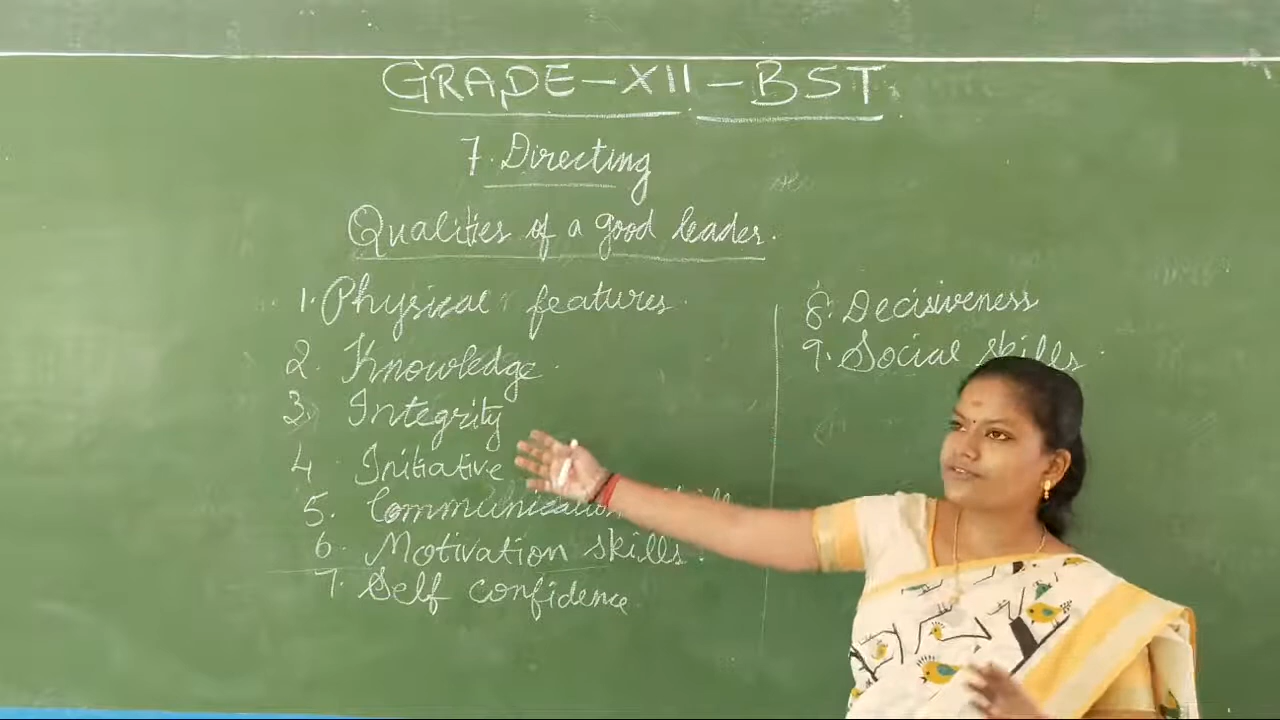 GRADE-XII-BST
7. Directing
Qualities of a good leader.
1. Physical features.
2. Knowledge.
3. Integrity
4. Initiative
5.
6. Motivation skills.
7. Self confidence
8. Decisiveness
9. Social skills.